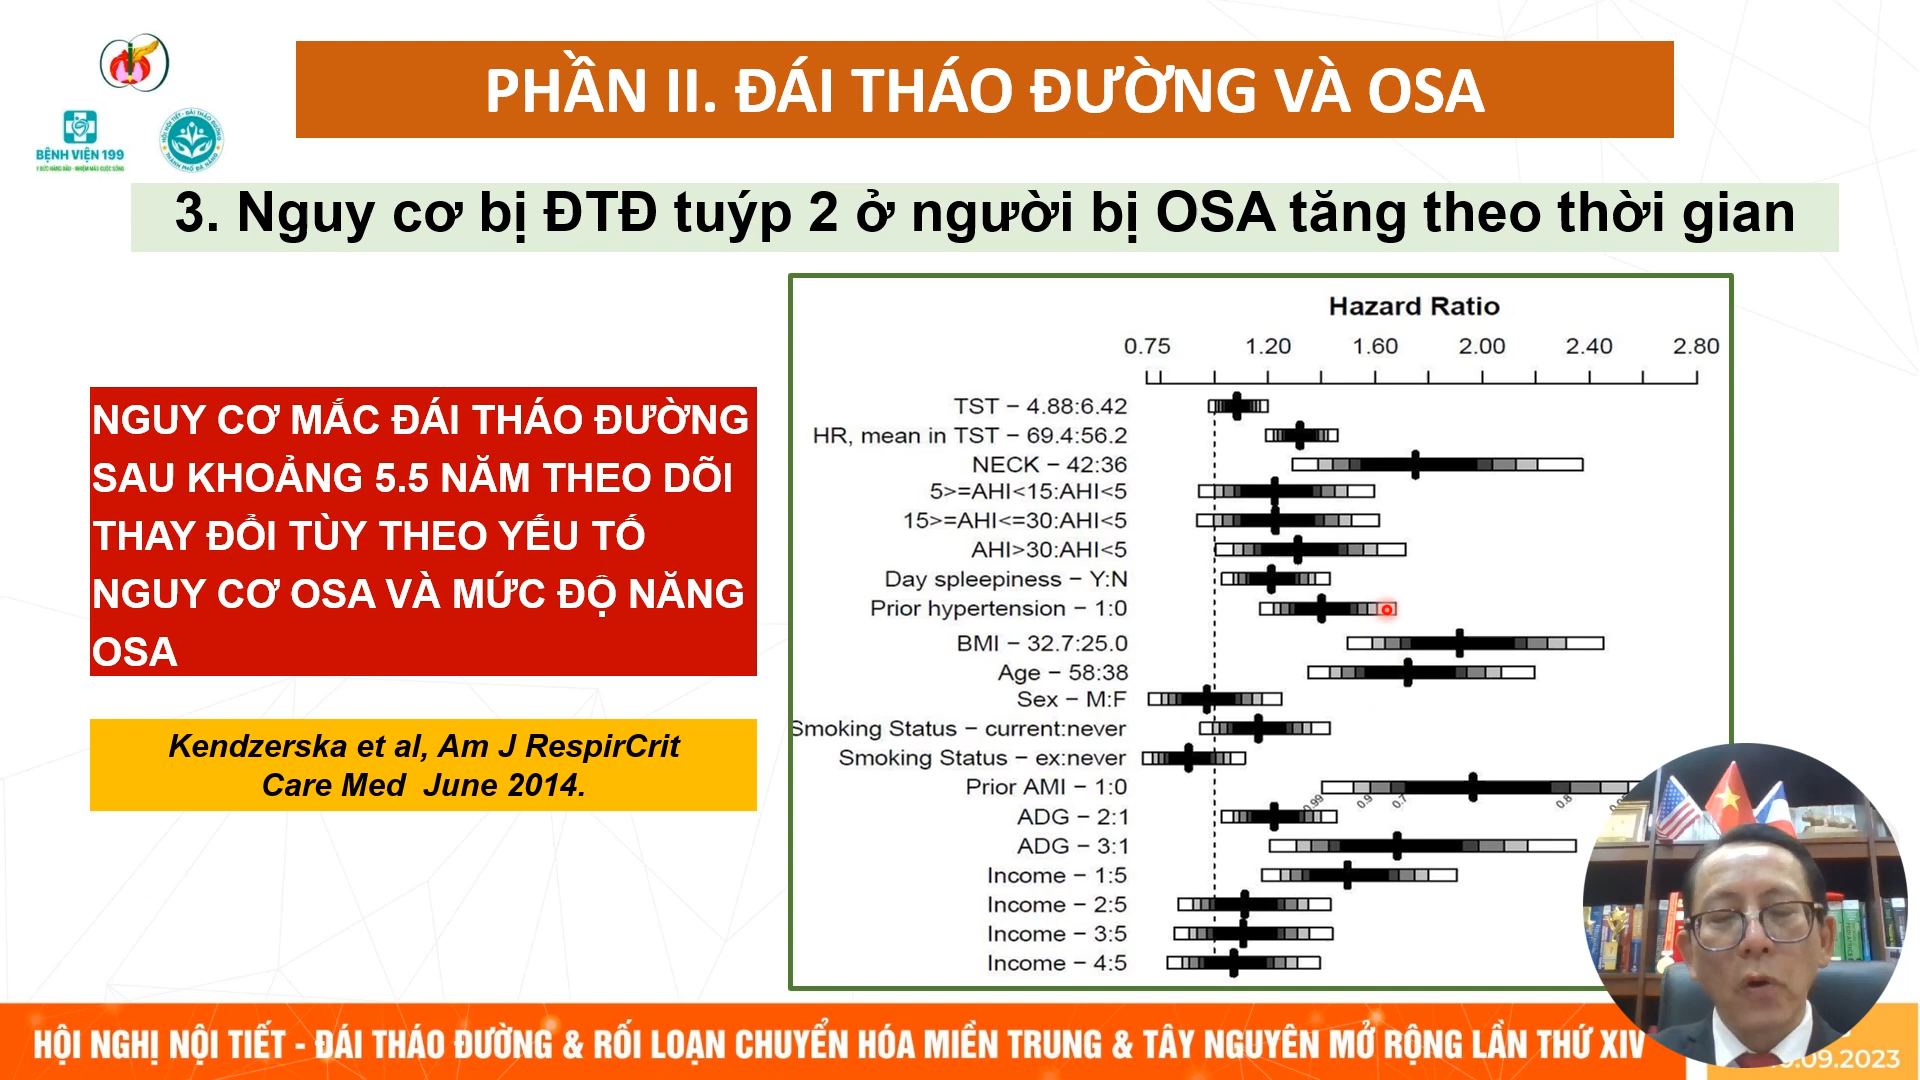 PHẦN II. ĐÁI THÁO ĐƯỜNG VÀ OSA
BỆNH VIỆN 199
3. Nguy cơ bị ĐTĐ tuýp 2 ở người bị OSA tăng theo thời gian
NGUY CƠ MẮC ĐÁI THÁO ĐƯỜNG
SAU KHOẢNG 5.5 NĂM THEO DÕI
THAY ĐỔI TÙY THEO YẾU TỐ
NGUY CƠ OSA VÀ MỨC ĐỘ NĂNG
OSA
Kendzerska et al, Am J RespirCrit
Care Med June 2014.
Hazard Ratio
0.75 1.20 1.60 2.00 2.40 2.80
TST − 4.88:6.42
HR, mean in TST − 69.4:56.2
NECK − 42:36
5>=AHI<15:AHI<5
15>=AHI<=30:AHI<5
AHI>30:AHI<5
Day spleepiness − Y:N
Prior hypertension − 1:0
BMI − 32.7:25.0
Age − 58:38
Sex − M:F
Smoking Status − current:never
Smoking Status − ex:never
Prior AMI − 1:0
ADG − 2:1
ADG − 3:1
Income − 1:5
Income − 2:5
Income − 3:5
Income − 4:5
HỘI NGHỊ NỘI TIẾT - ĐÁI THÁO ĐƯỜNG & RỐI LOẠN CHUYỂN HÓA MIỀN TRUNG & TÂY NGUYÊN MỞ RỘNG LẦN THỨ XIV
.09.2023